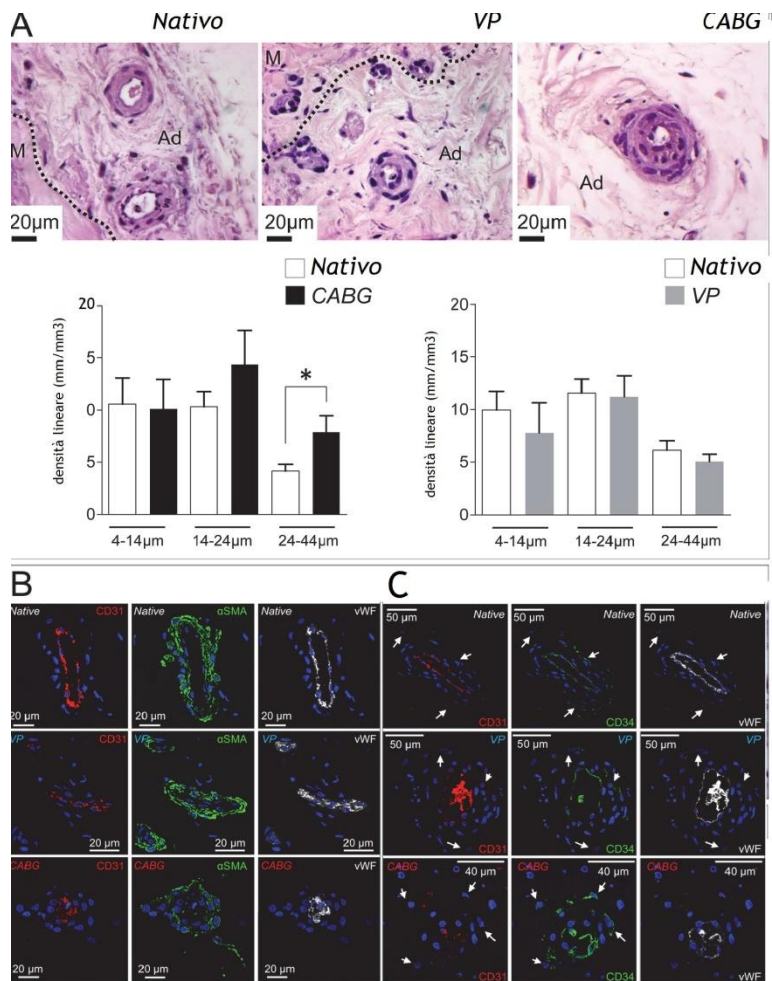 A Nativo VP CABG
M Ad
20µm
M Ad
20µm
Ad
20µm
Nativo
CABG
densità lineare (mm/mm3)
20
5
0
5
0
*
4-14µm 14-24µm 24-44µm
Nativo
VP
densità lineare (mm/mm3)
20
15
10
5
0
4-14µm 14-24µm 24-44µm
B
Native CD31
20 µm
Native αSMA
20 µm
Native vWF
20 µm
VP CD31
20 µm
VP αSMA
20 µm
VP vWF
20 µm
CABG CD31
20 µm
CABG αSMA
20 µm
CABG vWF
20 µm
C
50 µm Native
CD31
50 µm Native
CD34
50 µm Native
vWF
50 µm VP
CD31
50 µm VP
CD34
50 µm VP
vWF
CABG
40 µm
CD31
CABG
40 µm
CD34
CABG
40 µm
vWF